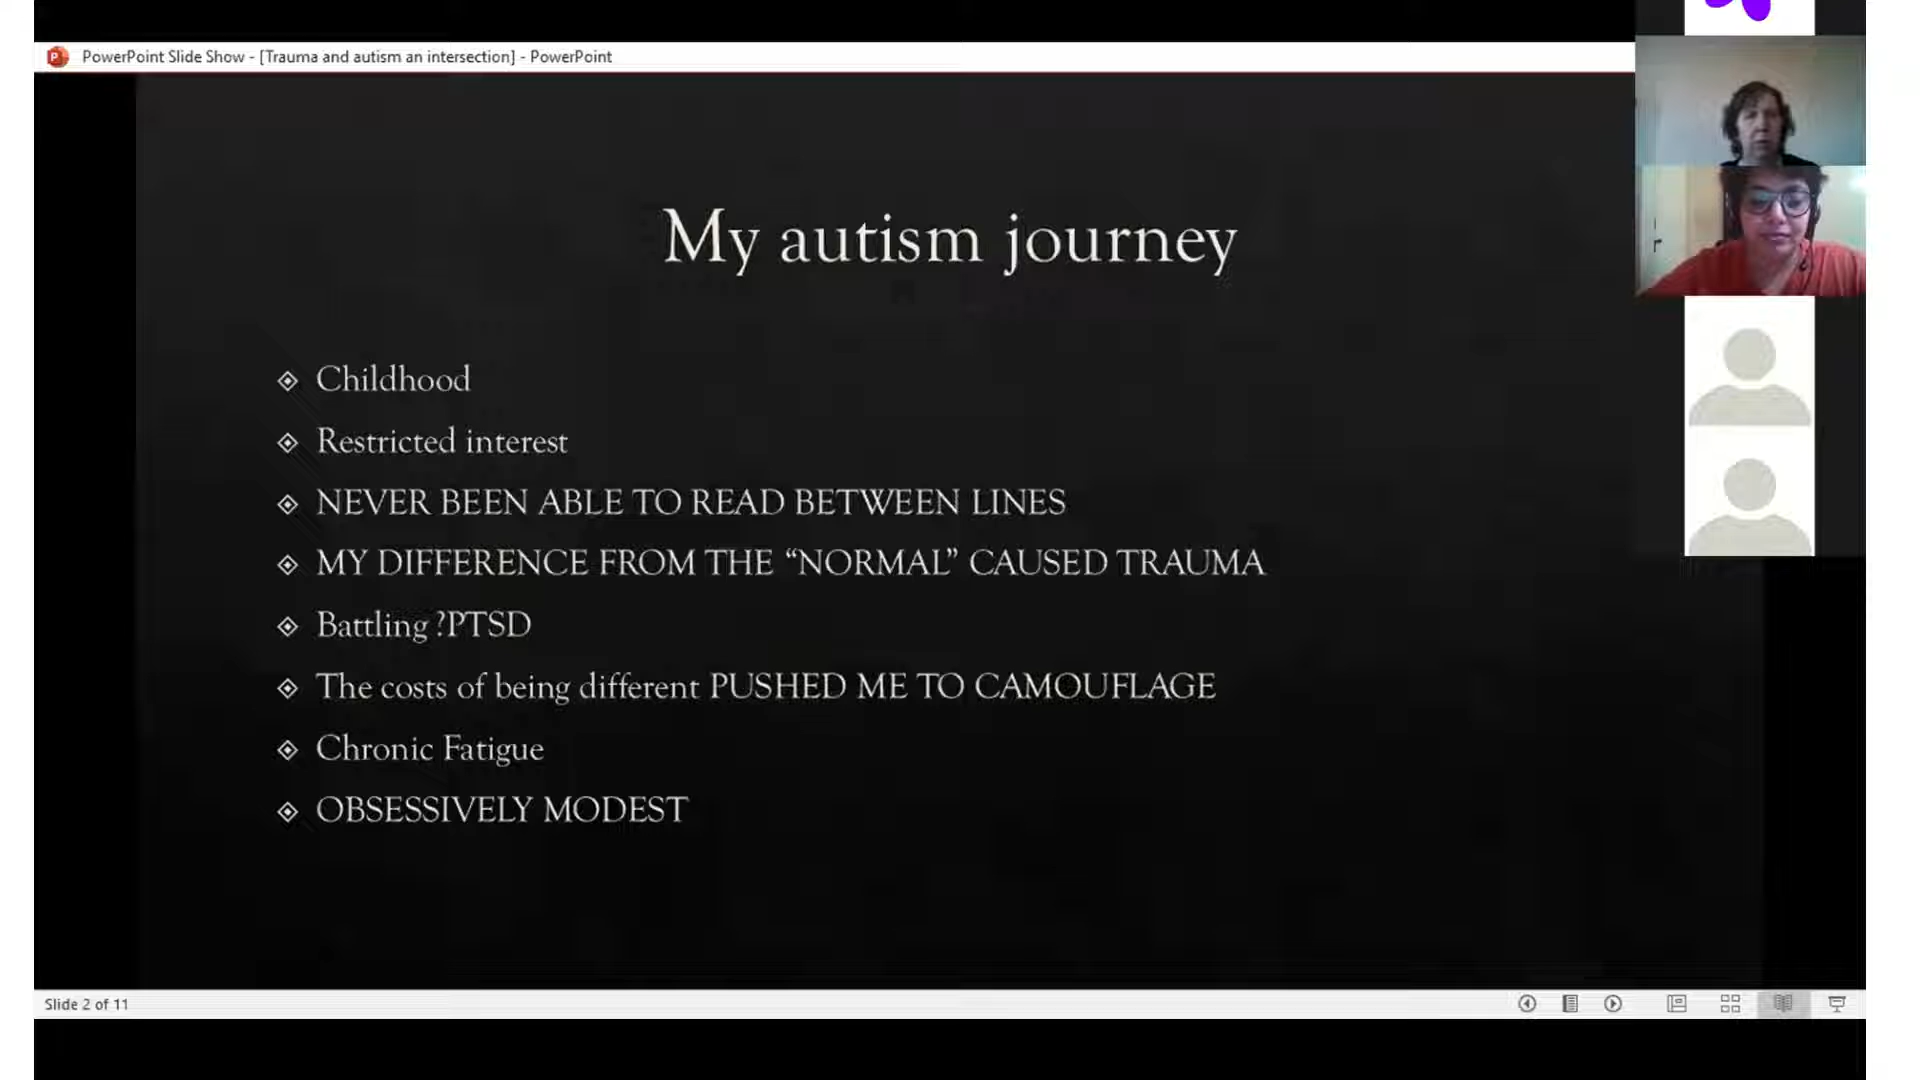 PowerPoint Slide Show - [Trauma and autism an intersection] - PowerPoint
My autism journey
Childhood
Restricted interest
NEVER BEEN ABLE TO READ BETWEEN LINES
MY DIFFERENCE FROM THE “NORMAL” CAUSED TRAUMA
Battling ?PTSD
The costs of being different PUSHED ME TO CAMOUFLAGE
Chronic Fatigue
OBSESSIVELY MODEST
Slide 2 of 11